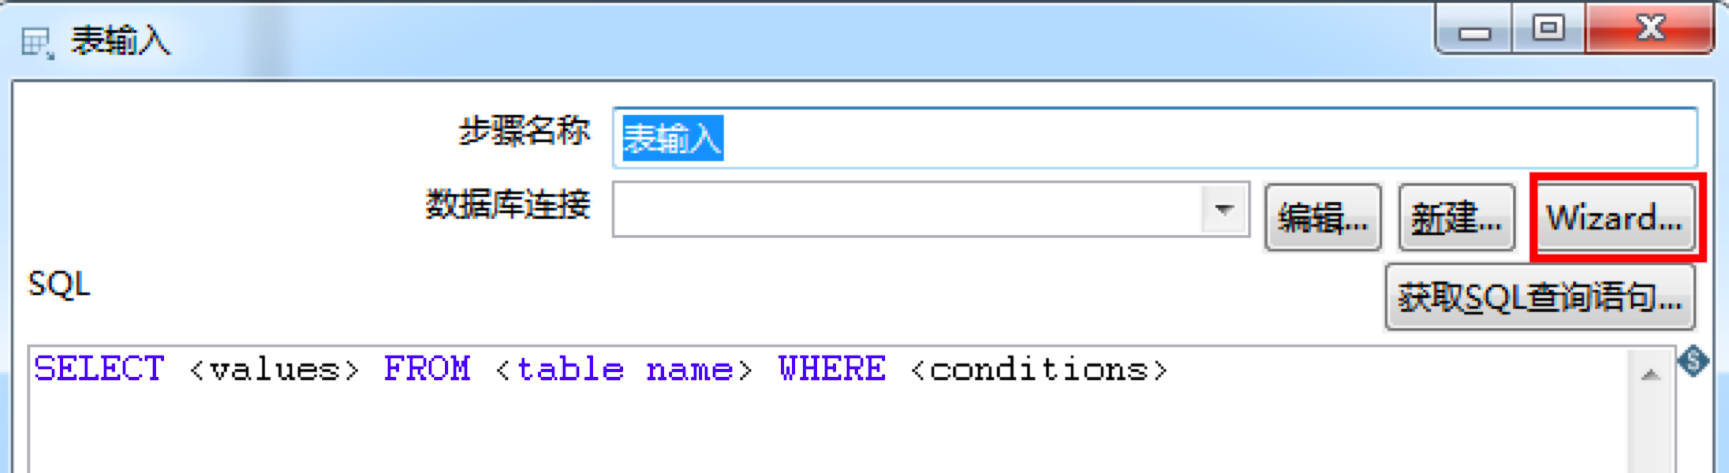 表输入
步骤名称 表输入
数据库连接 编辑... 新建... Wizard...
SQL 获取SQL查询语句...
SELECT <values> FROM <table name> WHERE <conditions>